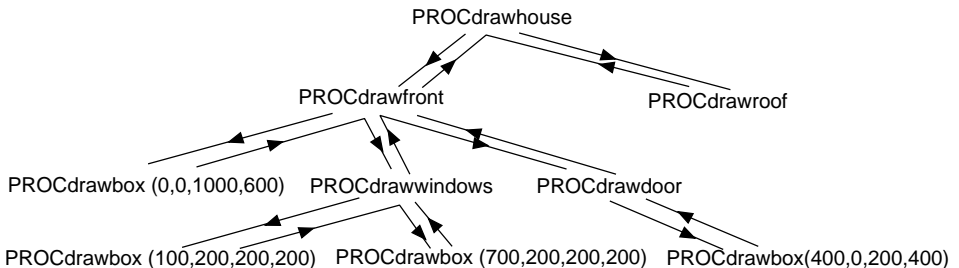 PROCdrawhouse
PROCdrawfront
PROCdrawroof
PROCdrawbox (0,0,1000,600)
PROCdrawwindows
PROCdrawdoor
PROCdrawbox (100,200,200,200)
PROCdrawbox (700,200,200,200)
PROCdrawbox(400,0,200,400)